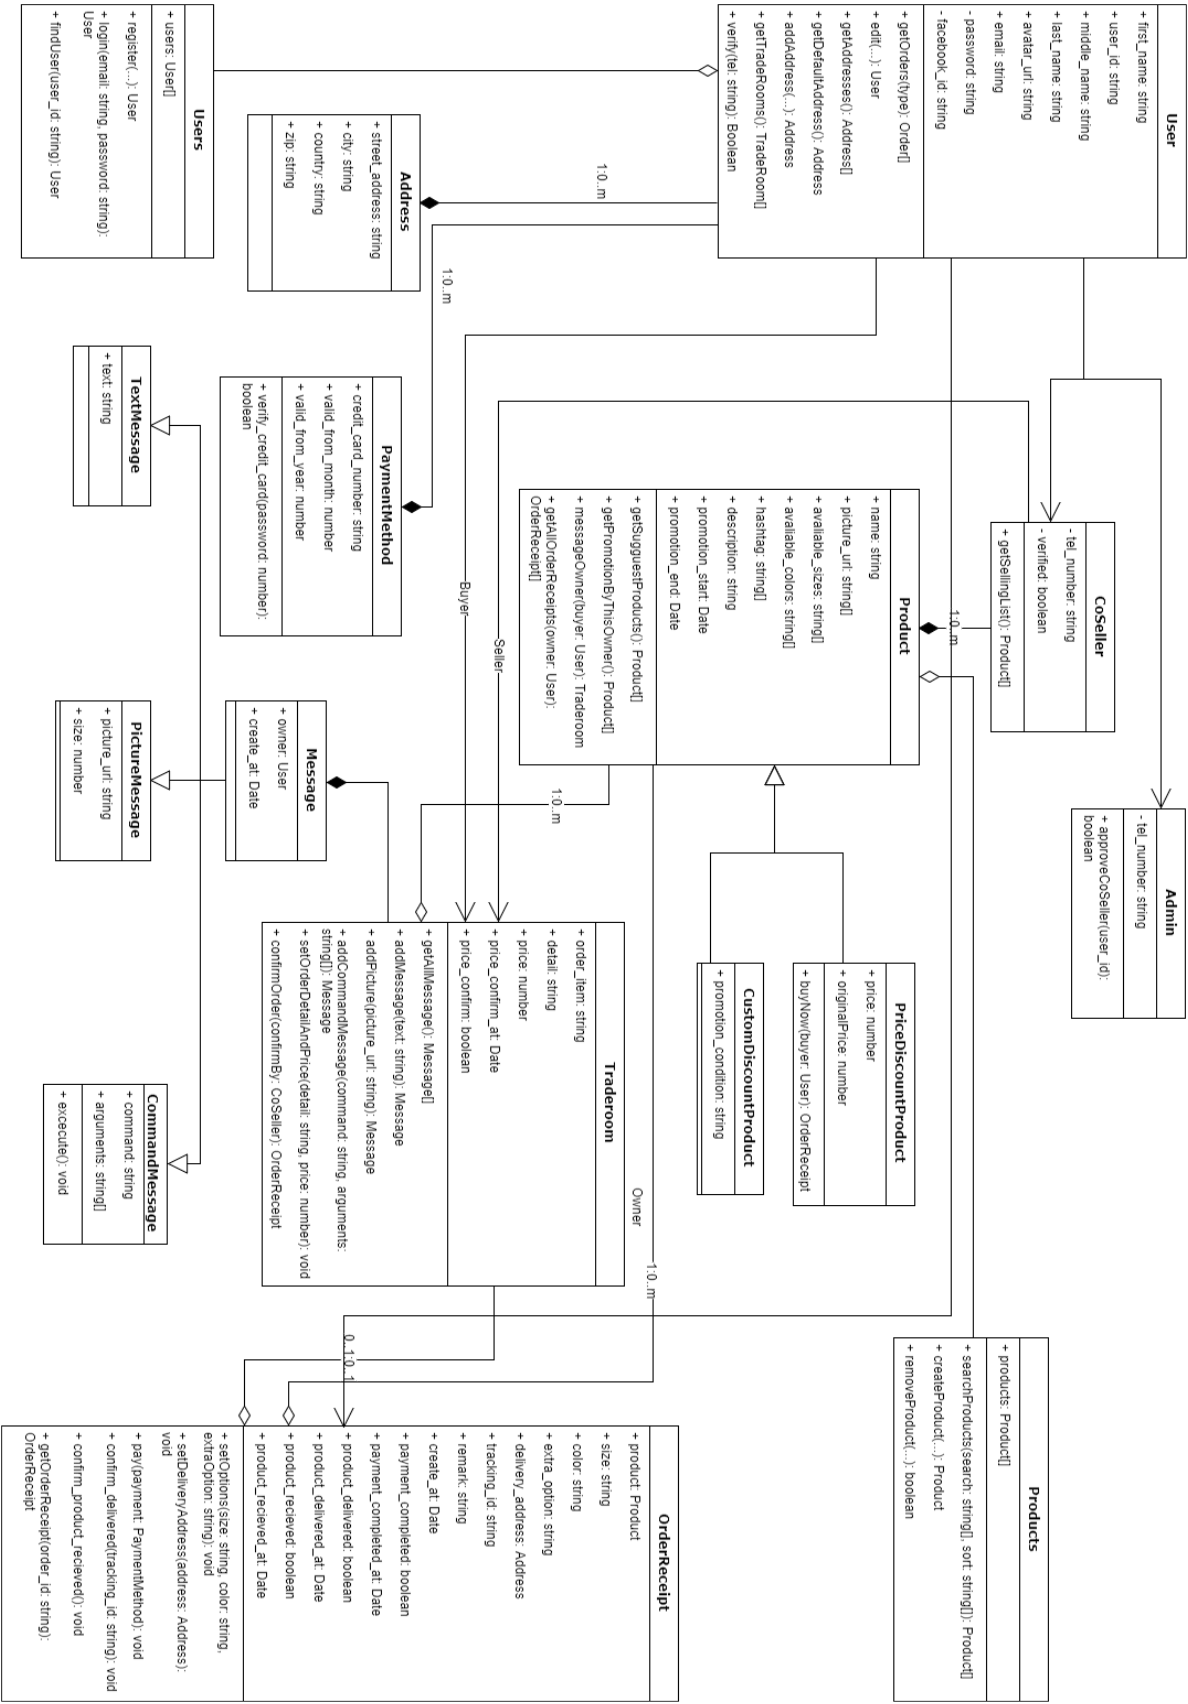 User
+ first_name: string
- user_id: string
+ middle_name: string
+ last_name: string
+ avatar_url: string
+ email: string
- password: string
- facebook_id: string
+ getOrders(type): Order[]
+ edit(...): User
+ getAddresses(): Address[]
+ getDefaultAddress(): Address
+ addAddress(...): Address
+ getTradeRooms(): TradeRoom[]
+ verify(tel: string): Boolean
CoSeller
- tel_number: string
- verified: boolean
+ getSellingList(): Product[]
Admin
- tel_number: string
+ approveCoSeller(user_id):
boolean
Products
+ products: Product[]
+ searchProducts(search: string[], sort: string[]): Product[]
+ createProduct(...): Product
+ removeProduct(...): boolean
1:0..m
Product
+ name: string
+ picture_url: string[]
+ avaliable_sizes: string[]
+ avaliable_colors: string[]
+ hashtag: string[]
+ description: string
+ promotion_start: Date
+ promotion_end: Date
+ getSugguestProducts(): Product[]
+ getPromotionByThisOwner(): Product[]
+ messageOwner(buyer: User): Traderoom
+ getAllOrderReceipts(owner: User):
OrderReceipt[]
PriceDiscountProduct
+ price: number
+ originalPrice: number
+ buyNow(buyer: User): OrderReceipt
CustomDiscountProduct
+ promotion_condition: string
1:0..m
1:0..m
Seller
Buyer
1:0..m
Owner
1:0..m
Address
+ street_address: string
+ city: string
+ country: string
+ zip: string
PaymentMethod
+ credit_card_number: string
+ valid_from_month: number
+ valid_from_year: number
+ verify_credit_card(password: number):
boolean
Traderoom
+ order_item: string
+ detail: string
+ price: number
+ price_confirm_at: Date
+ price_confirm: boolean
+ getAllMessage(): Message[]
+ addMessage(text: string): Message
+ addPicture(picture_url: string): Message
+ addCommandMessage(command: string, arguments:
string[]): Message
+ setOrderDetailAndPrice(detail: string, price: number): void
+ confirmOrder(confirmBy: CoSeller): OrderReceipt
0..1:0..1
OrderReceipt
+ product: Product
+ size: string
+ color: string
+ extra_option: string
+ delivery_address: Address
+ tracking_id: string
+ remark: string
+ create_at: Date
+ payment_completed: boolean
+ payment_completed_at: Date
+ product_delivered: boolean
+ product_delivered_at: Date
+ product_recieved: boolean
+ product_recieved_at: Date
+ setOptions(size: string, color: string,
extraOption: string): void
+ setDeliveryAddress(address: Address):
void
+ pay(payment: PaymentMethod): void
+ confirm_delivered(tracking_id: string): void
+ confirm_product_recieved(): void
+ getOrderReceipt(order_id: string):
OrderReceipt
Users
+ users: User[]
+ register(...): User
+ login(email: string, password: string):
User
+ findUser(user_id: string): User
Message
+ owner: User
+ create_at: Date
TextMessage
+ text: string
PictureMessage
+ picture_url: string
+ size: number
CommandMessage
+ command: string
+ arguments: string[]
+ excecute(): void